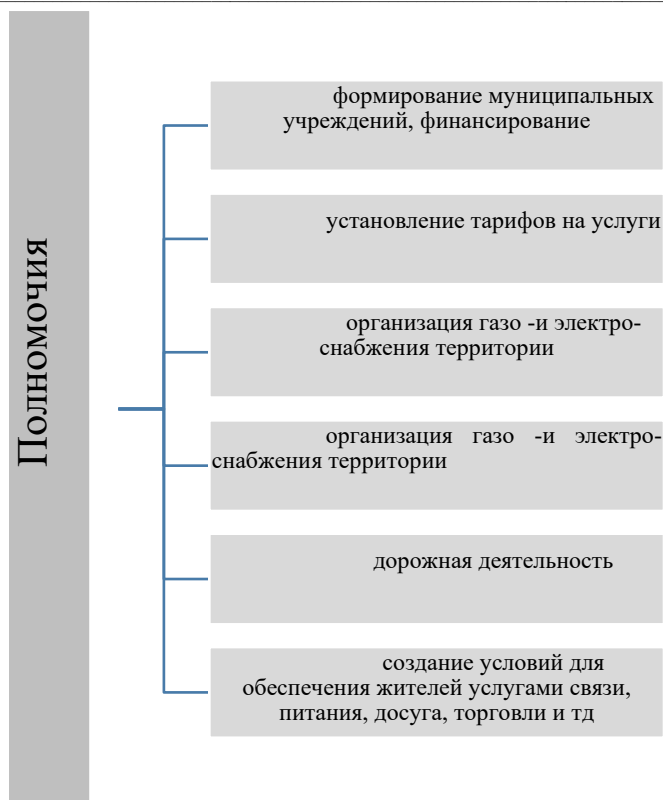 Полномочия
формирование муниципальных
учреждений, финансирование
установление тарифов на услуги
организация газо -и электро-
снабжения территории
организация газо -и электро-
снабжения территории
дорожная деятельность
создание условий для
обеспечения жителей услугами связи,
питания, досуга, торговли и тд